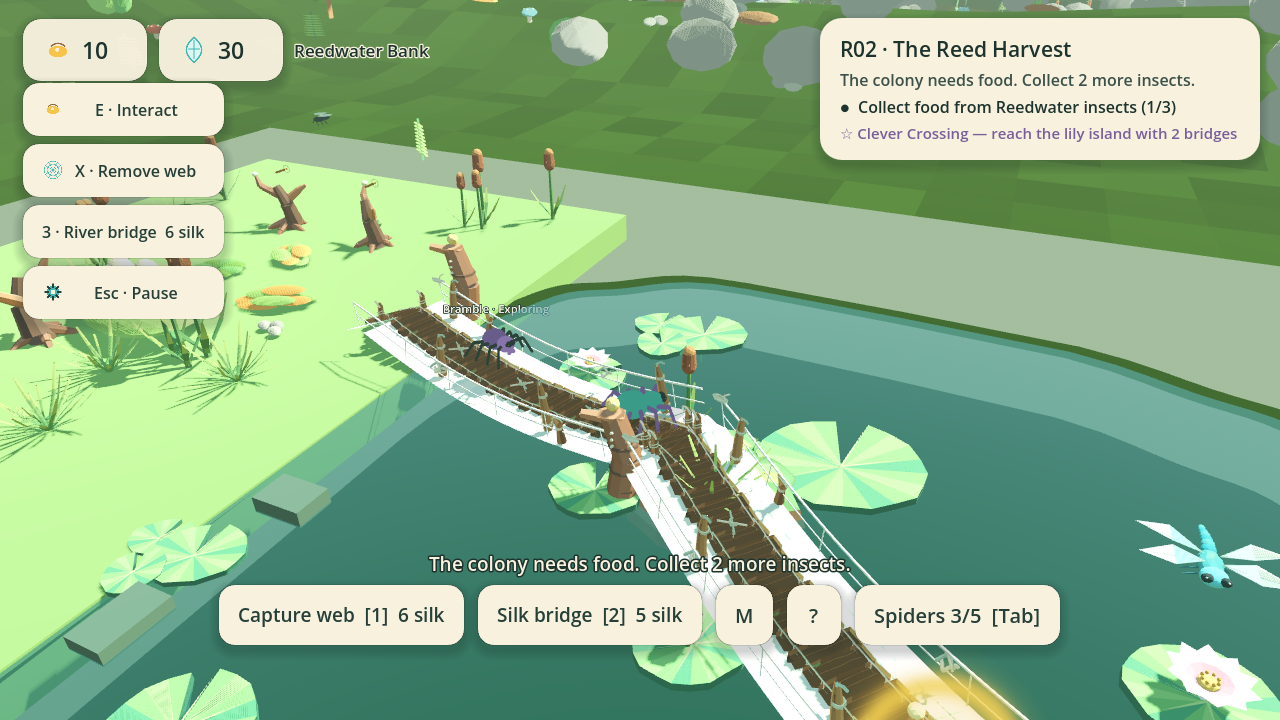 10
30
Reedwater Bank
E · Interact
X · Remove web
3 · River bridge 6 silk
Esc · Pause
R02 · The Reed Harvest
The colony needs food. Collect 2 more insects.
● Collect food from Reedwater insects (1/3)
☆ Clever Crossing — reach the lily island with 2 bridges
Bramble · Exploring
The colony needs food. Collect 2 more insects.
Capture web [1] 6 silk
Silk bridge [2] 5 silk
M
?
Spiders 3/5 [Tab]